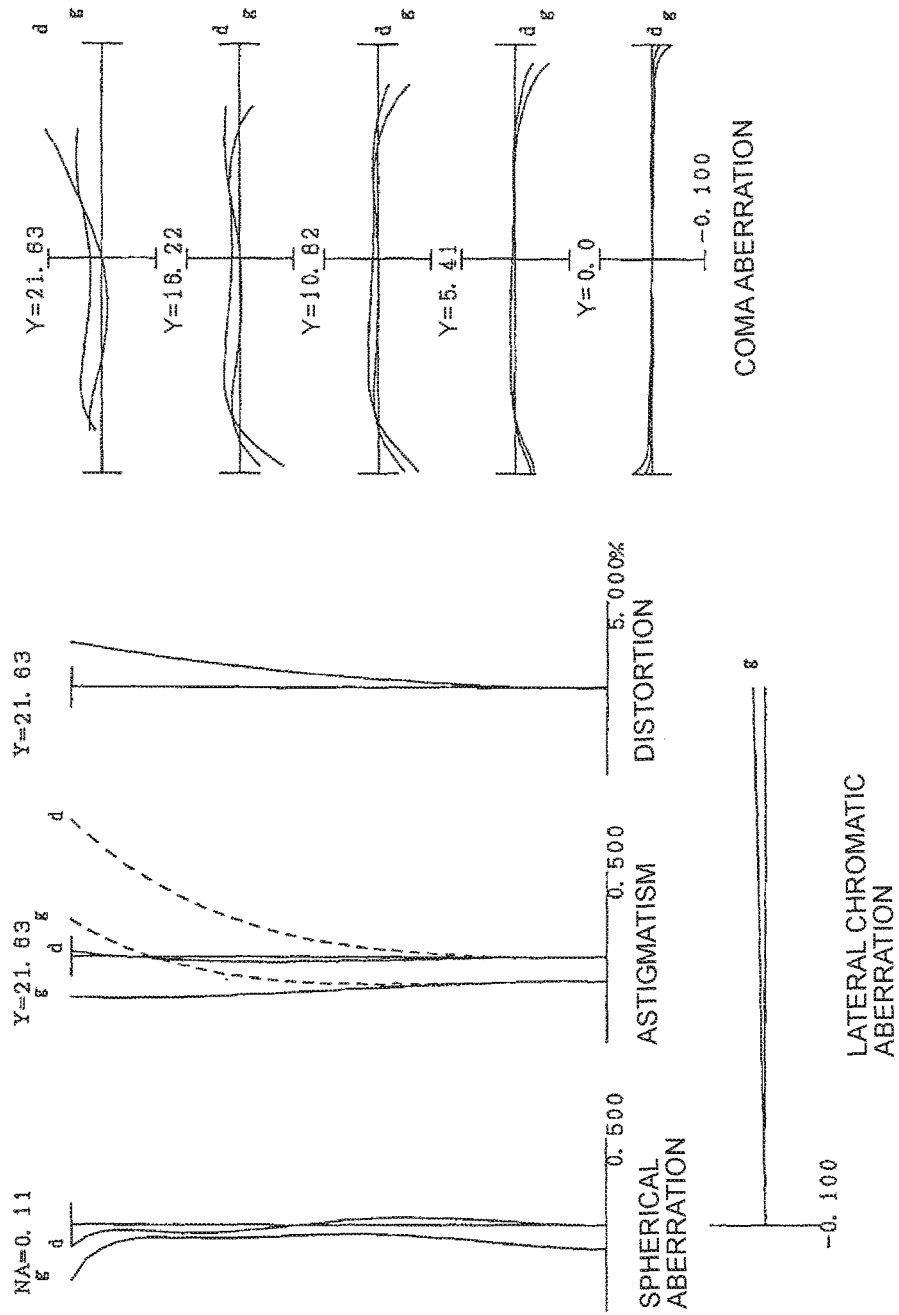 NA=0. 11
g
d
0. 500
SPHERICAL
ABERRATION
Y=21. 63
g
d
g
d
0. 500
ASTIGMATISM
Y=21. 63
5. 000%
DISTORTION
Y=21. 63
d
g
Y=16. 22
d
g
Y=10. 82
d
g
Y=5. 41
d
g
Y=0. 0
d
g
-0. 100
COMA ABERRATION
g
-0. 100
LATERAL CHROMATIC
ABERRATION